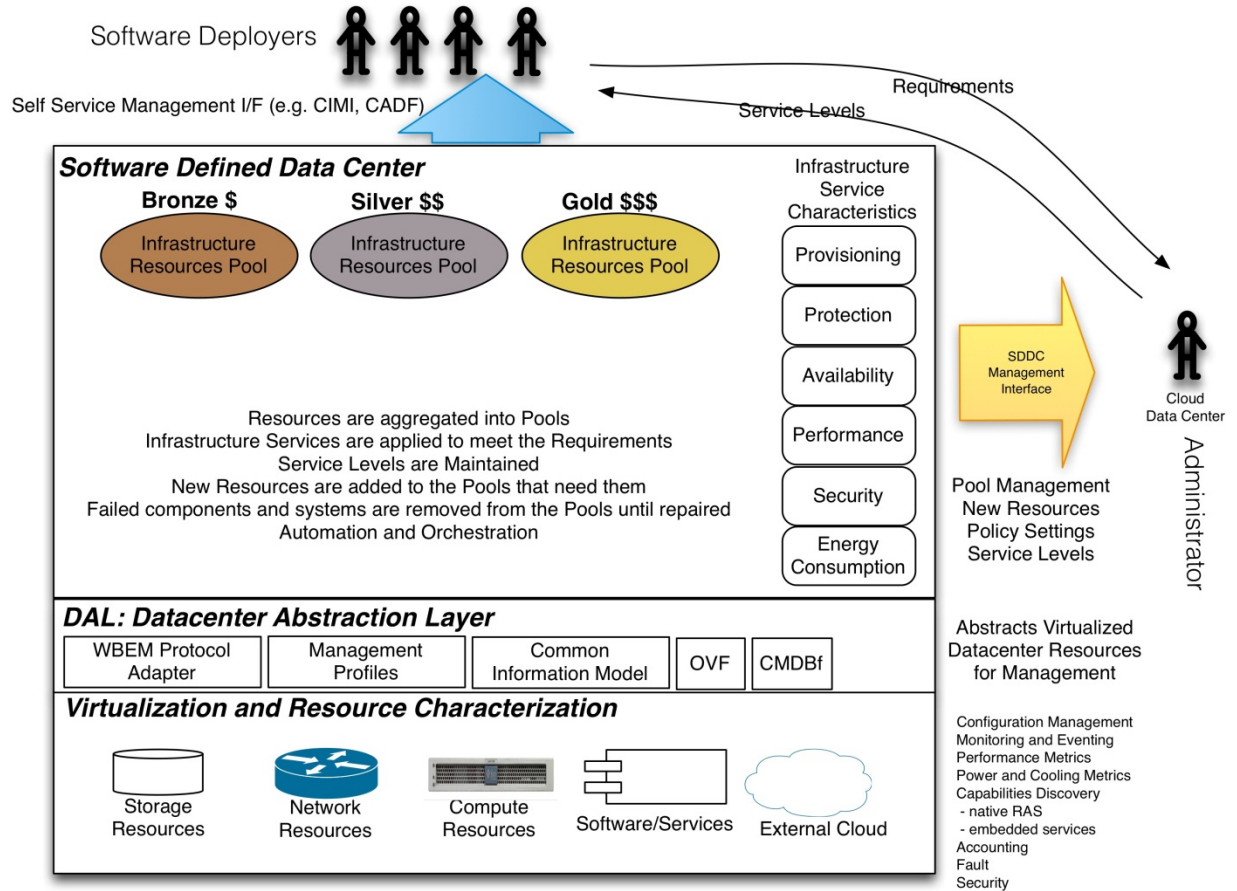 Software Deployers
Self Service Management I/F (e.g. CIMI, CADF)
Requirements
Service Levels
Software Defined Data Center
Bronze $
Infrastructure
Resources Pool
Silver $$
Infrastructure
Resources Pool
Gold $$$
Infrastructure
Resources Pool
Infrastructure
Service
Characteristics
Provisioning
Protection
Availability
Performance
Security
Energy
Consumption
Resources are aggregated into Pools
Infrastructure Services are applied to meet the Requirements
Service Levels are Maintained
New Resources are added to the Pools that need them
Failed components and systems are removed from the Pools until repaired
Automation and Orchestration
SDDC
Management
Interface
Cloud
Data Center
Administrator
Pool Management
New Resources
Policy Settings
Service Levels
DAL: Datacenter Abstraction Layer
WBEM Protocol
Adapter
Management
Profiles
Common
Information Model
OVF
CMDBf
Abstracts Virtualized
Datacenter Resources
for Management
Virtualization and Resource Characterization
Storage
Resources
Network
Resources
Compute
Resources
Software/Services
External Cloud
Configuration Management
Monitoring and Eventing
Performance Metrics
Power and Cooling Metrics
Capabilities Discovery
- native RAS
- embedded services
Accounting
Fault
Security